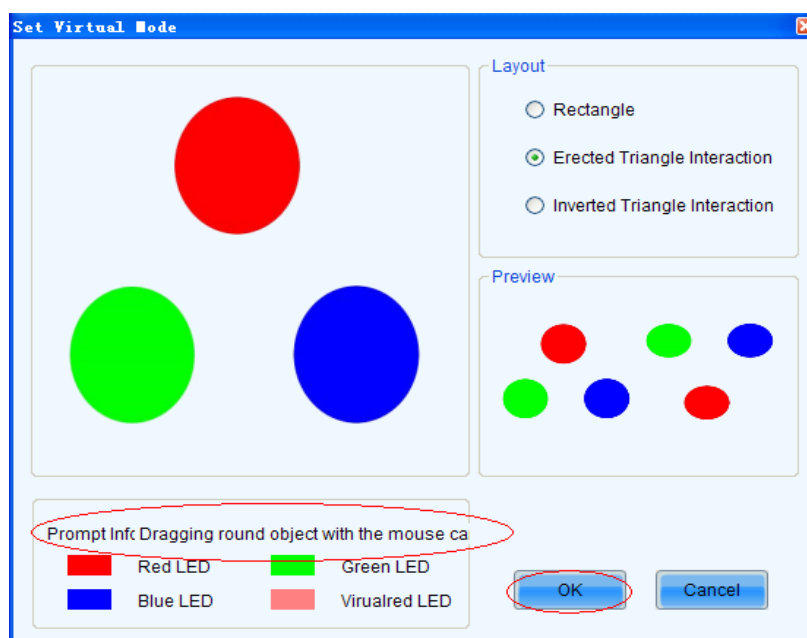 Set Virtual Mode
Layout
Rectangle
Erected Triangle Interaction
Inverted Triangle Interaction
Preview
Prompt Info Dragging round object with the mouse ca
Red LED
Green LED
Blue LED
Virualred LED
OK
Cancel